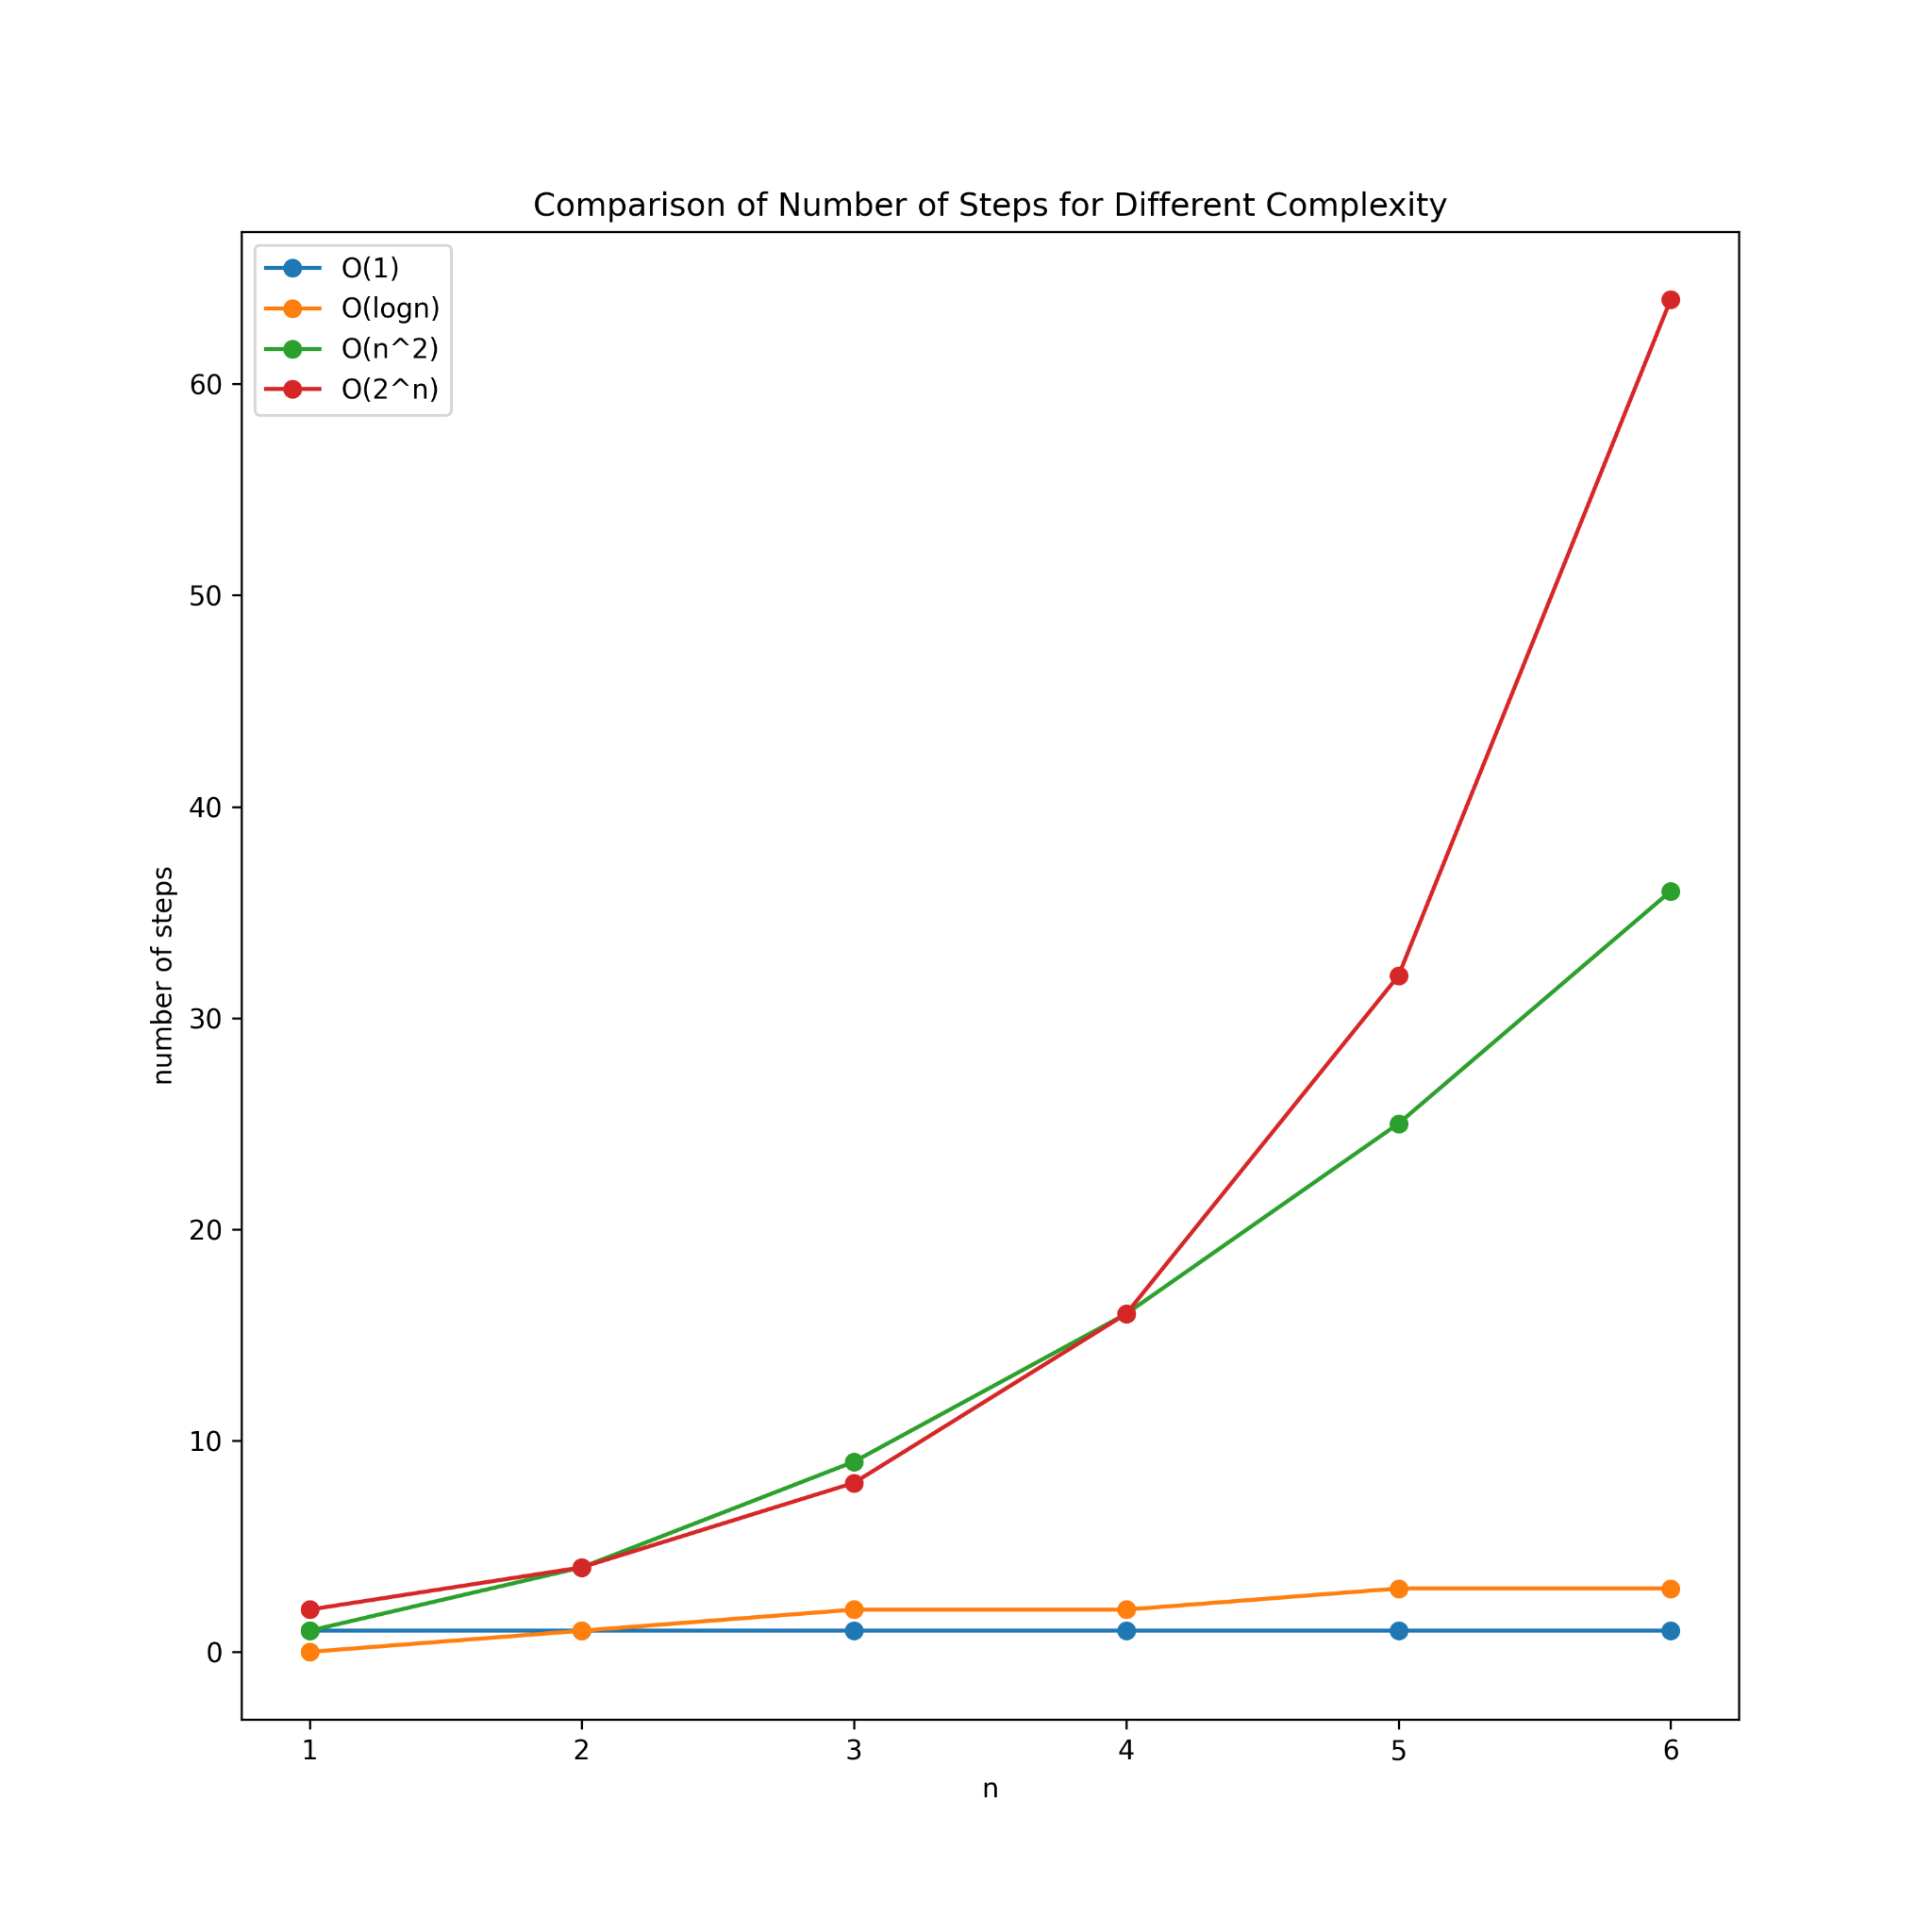 Comparison of Number of Steps for Different Complexity
O(1)
O(logn)
O(n^2)
O(2^n)
60
50
40
30
20
10
0
number of steps
1 2 3 4 5 6
n